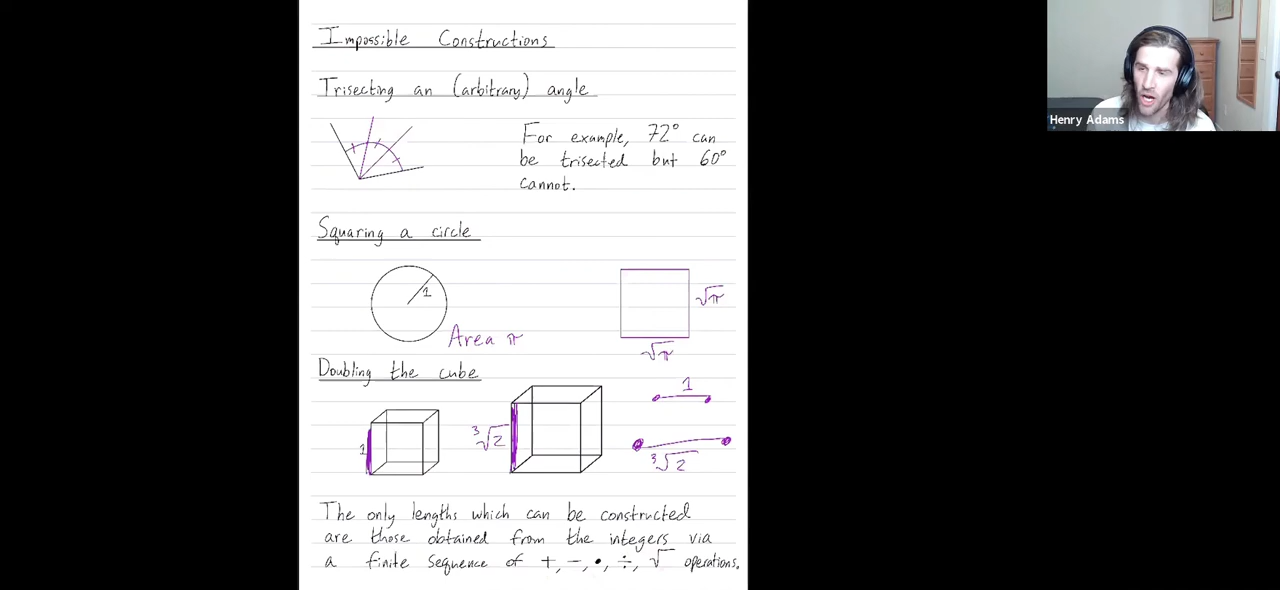 Impossible Constructions
Henry Adams
Trisecting an (arbitrary) angle
For example, 72° can
be trisected but 60°
cannot.
Squaring a circle
1
√π
Area π
√π
Doubling the cube
1
1
∛2
∛2
The only lengths which can be constructed
are those obtained from the integers via
a finite sequence of +, −, •, ÷, √ operations.